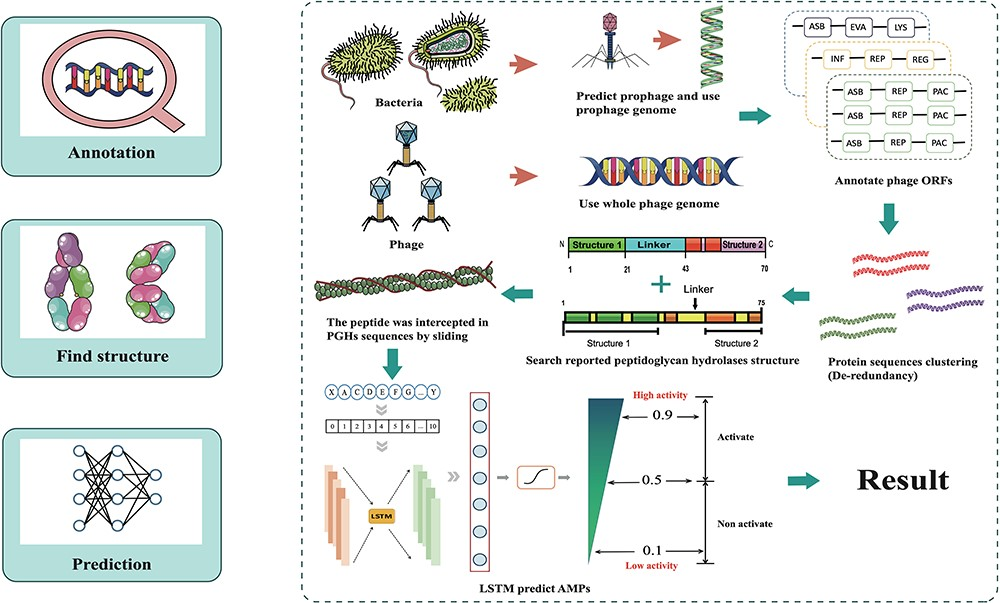 Annotation
Find structure
Prediction
Bacteria
Predict prophage and use
prophage genome
ASB EVA LYS
INF REP REG
ASB REP PAC
ASB REP PAC
ASB REP PAC
Annotate phage ORFs
Phage
Use whole phage genome
N Structure 1 Linker Structure 2 C
1 21 43 70
Linker
1 75
Structure 1 Structure 2
Search reported peptidoglycan hydrolases structure
Protein sequences clustering
(De-redundancy)
The peptide was intercepted in
PGHs sequences by sliding
X A C D E F G ... Y
0 1 2 3 4 5 6 ... 10
LSTM
High activity
0.9
Activate
0.5
Non activate
0.1
Low activity
LSTM predict AMPs
Result